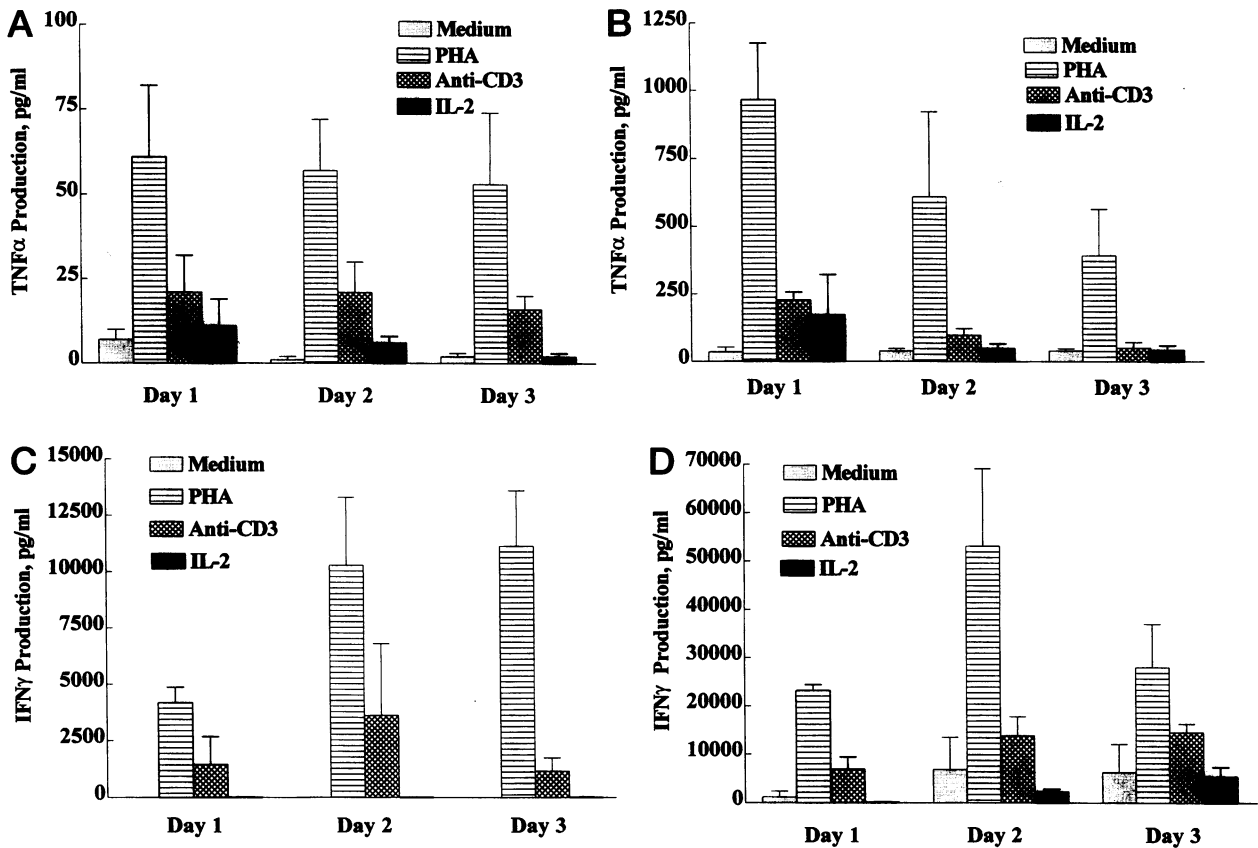 A
TNFα Production, pg/ml
100
75
50
25
0
Medium
PHA
Anti-CD3
IL-2
Day 1
Day 2
Day 3
B
TNFα Production, pg/ml
1250
1000
750
500
250
0
Medium
PHA
Anti-CD3
IL-2
Day 1
Day 2
Day 3
C
IFNγ Production, pg/ml
15000
12500
10000
7500
5000
2500
0
Medium
PHA
Anti-CD3
IL-2
Day 1
Day 2
Day 3
D
IFNγ Production, pg/ml
70000
60000
50000
40000
30000
20000
10000
0
Medium
PHA
Anti-CD3
IL-2
Day 1
Day 2
Day 3